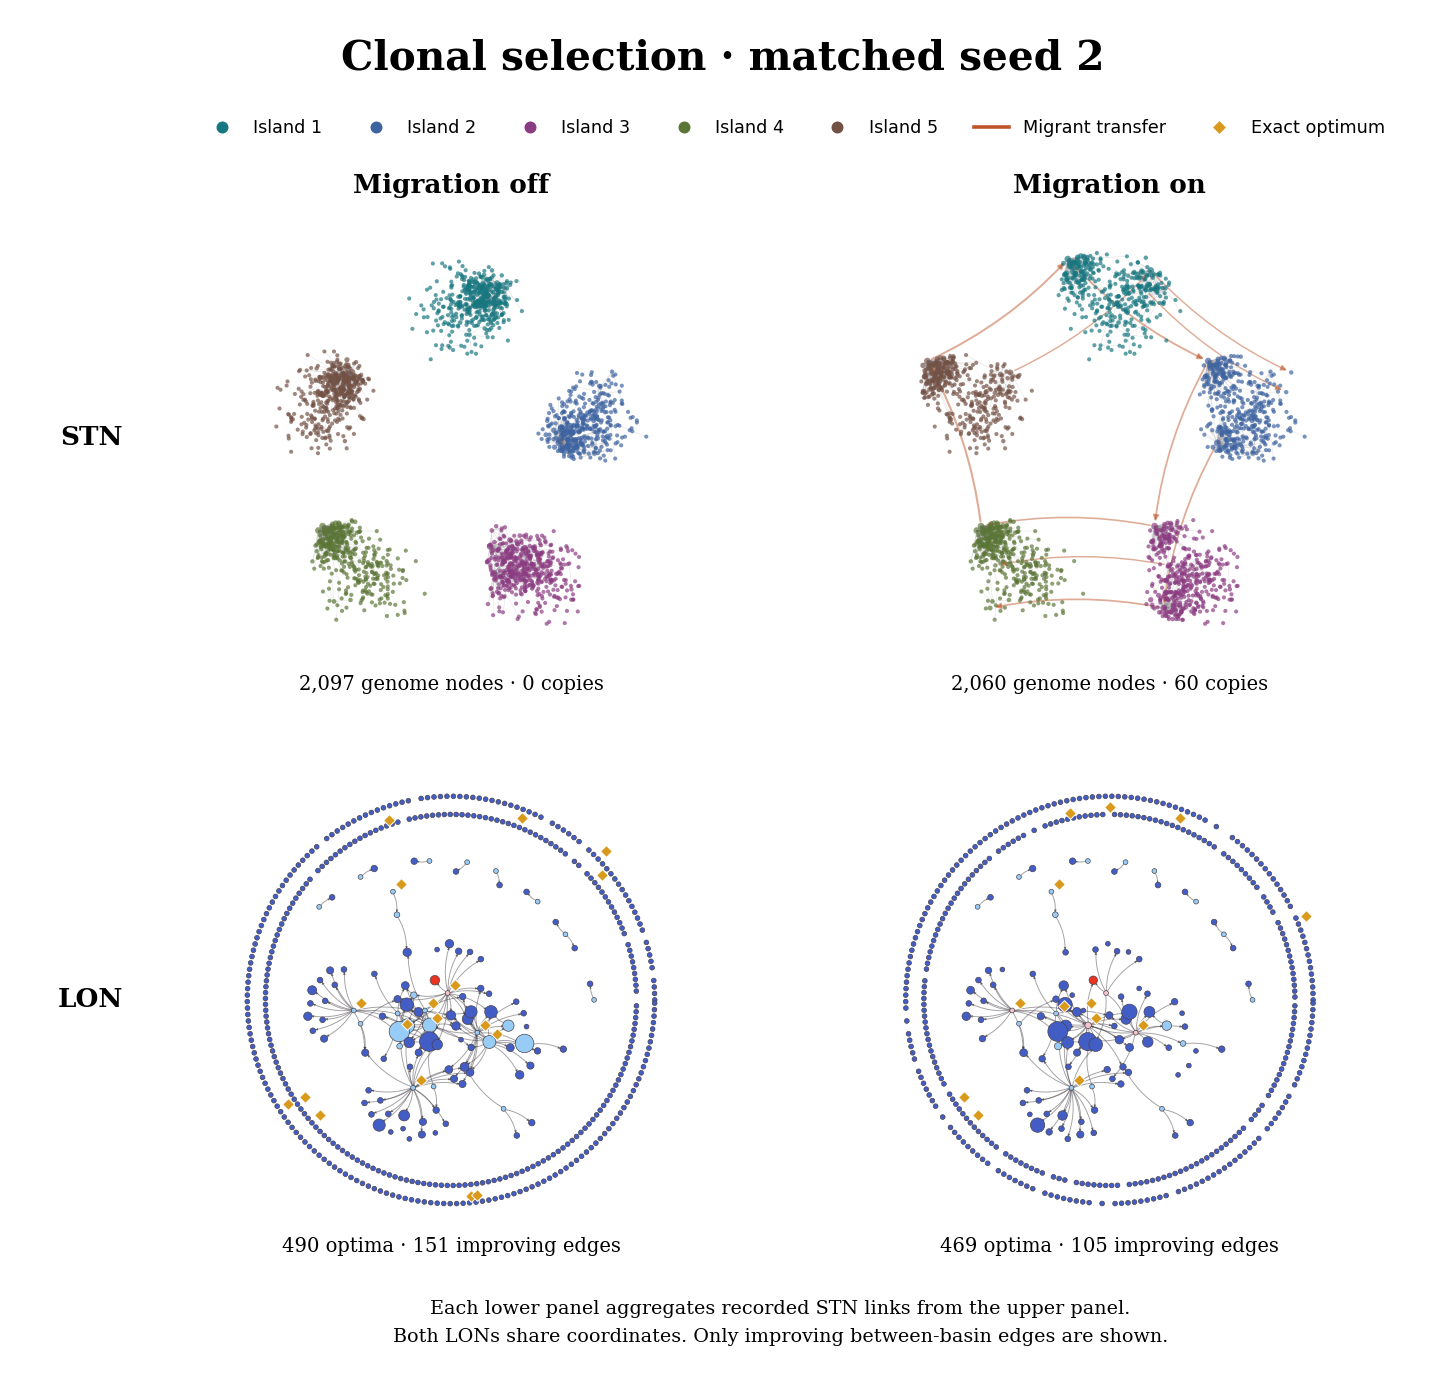 Clonal selection · matched seed 2
Island 1 Island 2 Island 3 Island 4 Island 5 Migrant transfer Exact optimum
Migration off Migration on
STN
2,097 genome nodes · 0 copies 2,060 genome nodes · 60 copies
LON
490 optima · 151 improving edges 469 optima · 105 improving edges
Each lower panel aggregates recorded STN links from the upper panel.
Both LONs share coordinates. Only improving between-basin edges are shown.